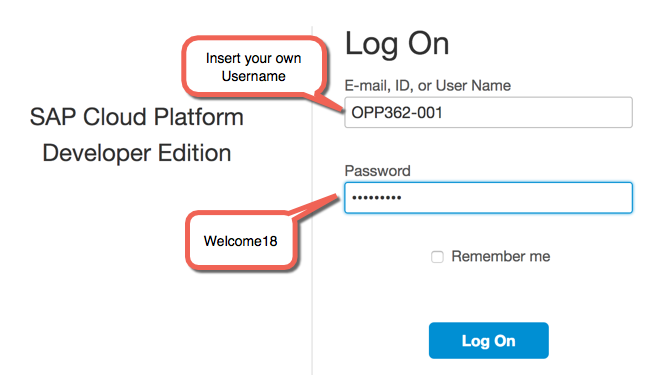 Log On
Insert your own
Username
E-mail, ID, or User Name
OPP362-001
SAP Cloud Platform
Developer Edition
Password
•••••••••
Welcome18
Remember me
Log On